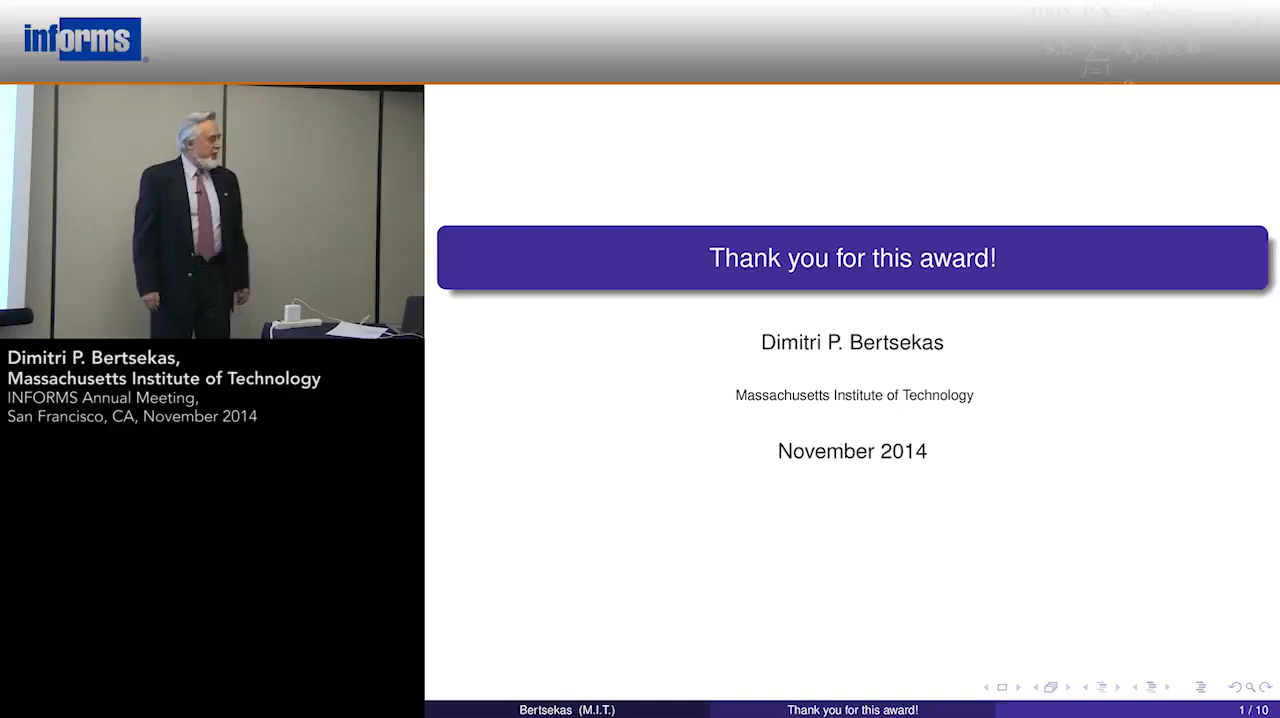 informs
Thank you for this award!
Dimitri P. Bertsekas
Massachusetts Institute of Technology
November 2014
Dimitri P. Bertsekas,
Massachusetts Institute of Technology
INFORMS Annual Meeting,
San Francisco, CA, November 2014
Bertsekas (M.I.T.)
Thank you for this award!
1 / 10